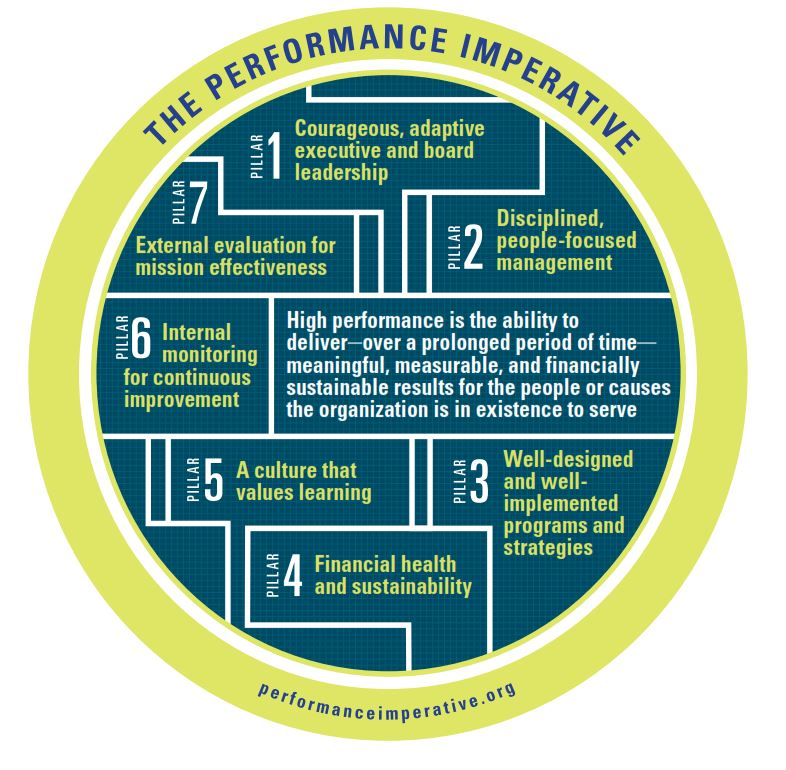 THE PERFORMANCE IMPERATIVE
PILLAR 1
Courageous, adaptive
executive and board
leadership
PILLAR 2
Disciplined,
people-focused
management
High performance is the ability to
deliver—over a prolonged period of time—
meaningful, measurable, and financially
sustainable results for the people or causes
the organization is in existence to serve
PILLAR 3
Well-designed
and well-
implemented
programs and
strategies
PILLAR 4
Financial health
and sustainability
PILLAR 5
A culture that
values learning
PILLAR 6
Internal
monitoring
for continuous
improvement
PILLAR 7
External evaluation for
mission effectiveness
performanceimperative.org